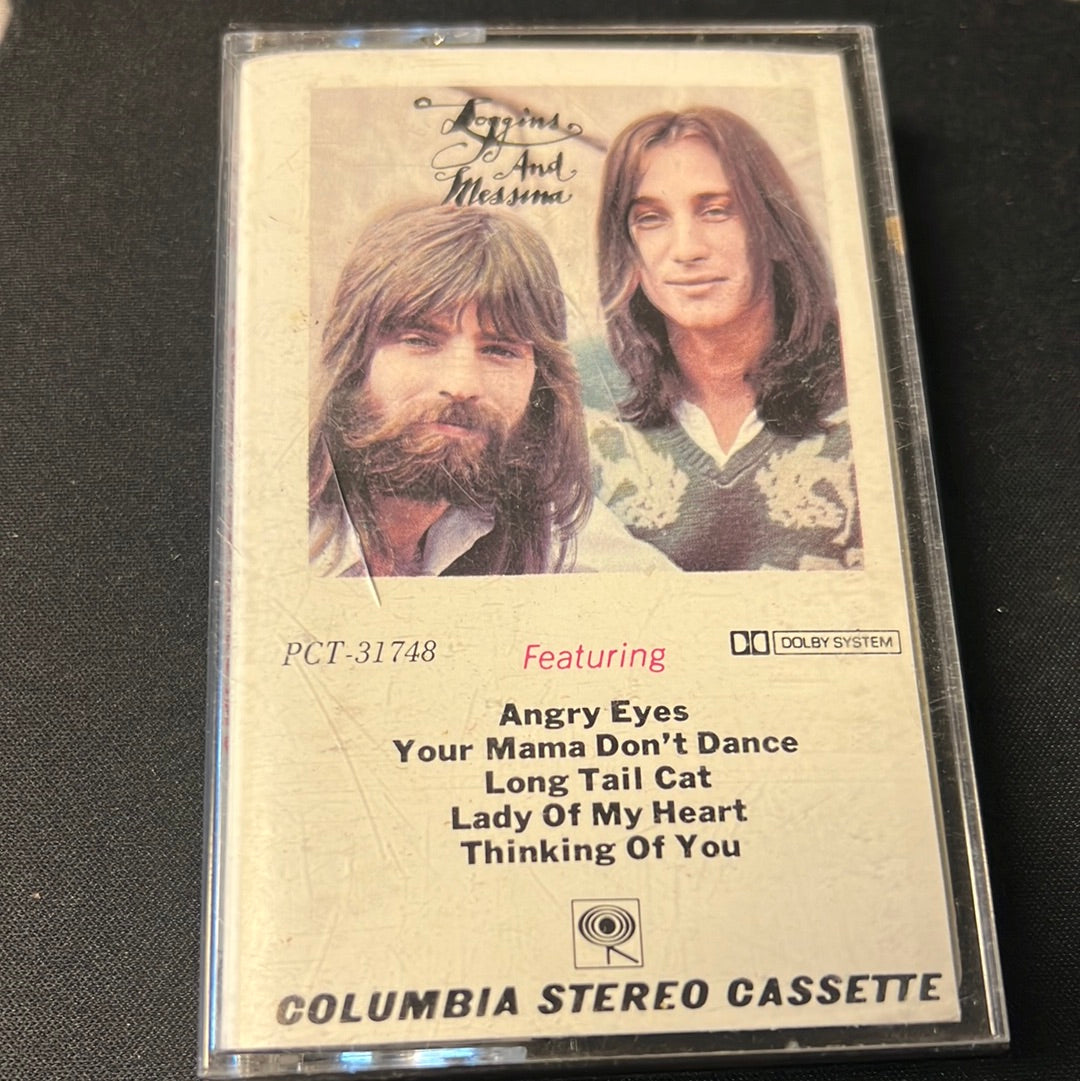 Loggins
And
Messina
PCT-31748
Featuring
DOLBY SYSTEM
Angry Eyes
Your Mama Don't Dance
Long Tail Cat
Lady Of My Heart
Thinking Of You
COLUMBIA STEREO CASSETTE